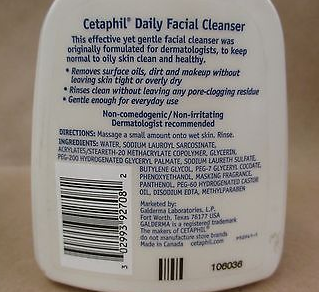 Cetaphil® Daily Facial Cleanser
This effective yet gentle facial cleanser was
originally formulated for dermatologists, to keep
normal to oily skin clean and healthy.
• Removes surface oils, dirt and makeup without
leaving skin tight or overly dry
• Rinses clean without leaving any pore-clogging residue
• Gentle enough for everyday use
Non-comedogenic/Non-irritating
Dermatologist recommended
DIRECTIONS: Massage a small amount onto wet skin. Rinse.
INGREDIENTS: WATER, SODIUM LAUROYL SARCOSINATE,
ACRYLATES/STEARETH-20 METHACRYLATE COPOLYMER, GLYCERIN,
PEG-200 HYDROGENATED GLYCERYL PALMATE, SODIUM LAURETH SULFATE,
BUTYLENE GLYCOL, PEG-7 GLYCERYL COCOATE,
PHENOXYETHANOL, MASKING FRAGRANCE,
PANTHENOL, PEG-60 HYDROGENATED CASTOR
OIL, DISODIUM EDTA, METHYLPARABEN
Marketed by:
Galderma Laboratories, L.P.
Fort Worth, Texas 76177 USA
GALDERMA is a registered trademark
The makers of CETAPHIL®
do not manufacture store brands
Made in Canada cetaphil.com
3 02993 92708 2
106036